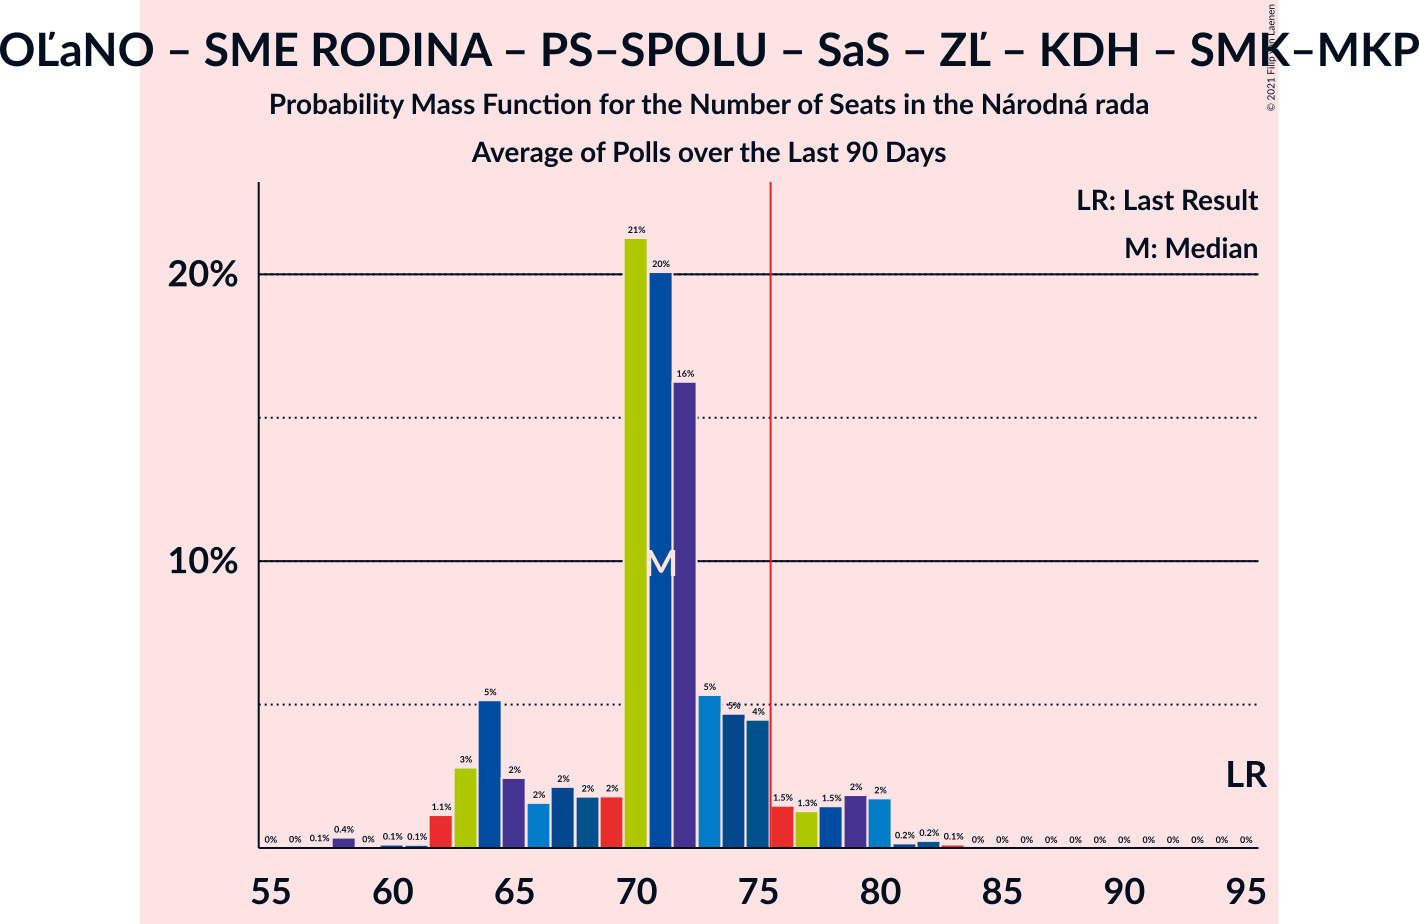 OĽaNO – SME RODINA – PS–SPOLU – SaS – ZĽ – KDH – SMK–MKP
Probability Mass Function for the Number of Seats in the Národná rada
Average of Polls over the Last 90 Days
© 2021 Filip van Laenen
LR: Last Result
M: Median
20%
10%
0% 0% 0.1% 0.4% 0% 0.1% 0.1% 1.1% 3% 5% 2% 2% 2% 2% 2% 21% 20% 16% 5% 5% 4% 1.5% 1.3% 1.5% 2% 2% 0.2% 0.2% 0.1% 0% 0% 0% 0% 0% 0% 0% 0% 0% 0% 0% 0%
M
LR
55 60 65 70 75 80 85 90 95